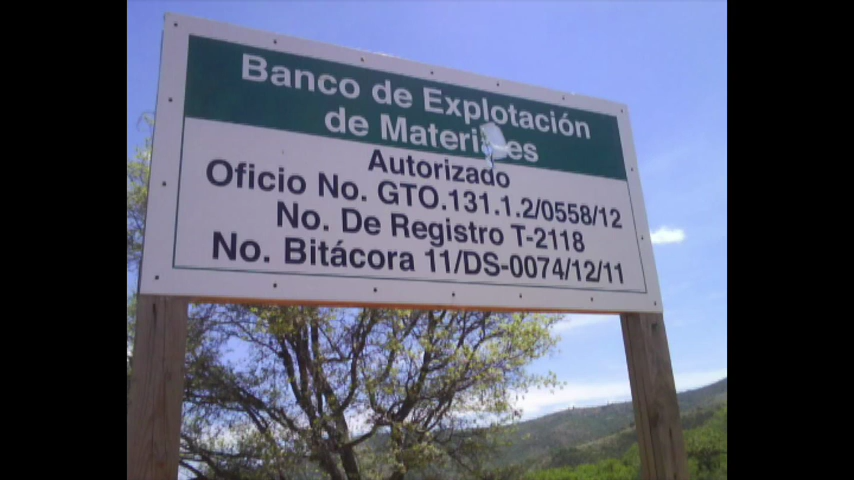 Banco de Explotación
de Materiales
Autorizado
Oficio No. GTO.131.1.2/0558/12
No. De Registro T-2118
No. Bitácora 11/DS-0074/12/11